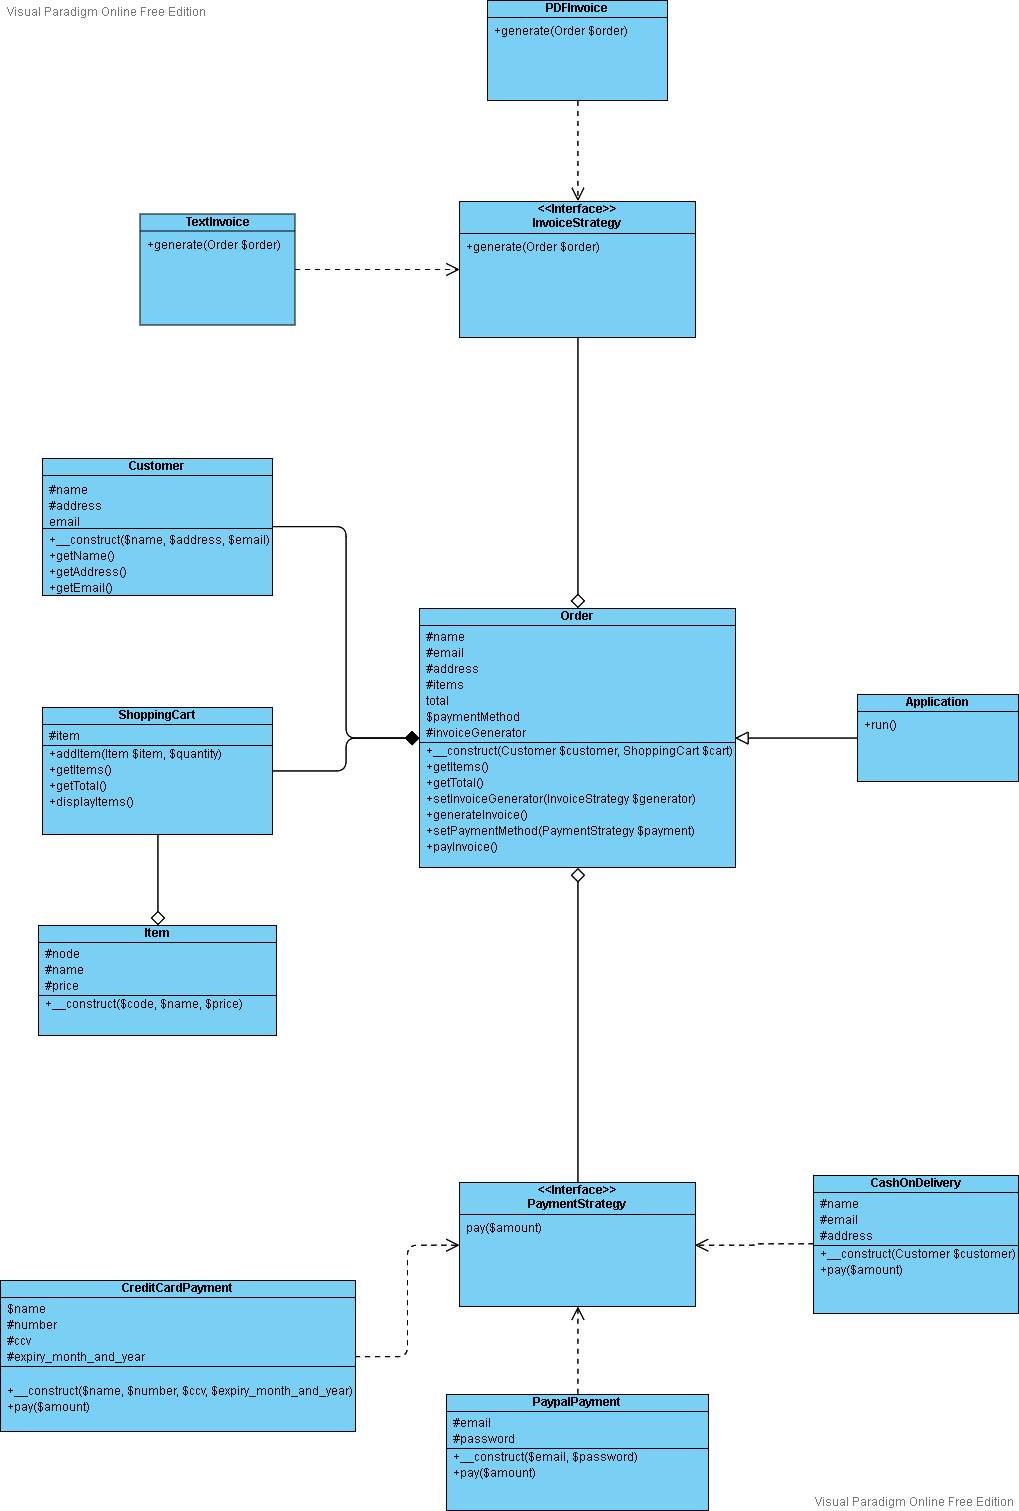 Visual Paradigm Online Free Edition
PDFInvoice
+generate(Order $order)
<<Interface>>
InvoiceStrategy
+generate(Order $order)
TextInvoice
+generate(Order $order)
Customer
#name
#address
email
+__construct($name, $address, $email)
+getName()
+getAddress()
+getEmail()
Order
#name
#email
#address
#items
total
$paymentMethod
#invoiceGenerator
+__construct(Customer $customer, ShoppingCart $cart)
+getItems()
+getTotal()
+setInvoiceGenerator(InvoiceStrategy $generator)
+generateInvoice()
+setPaymentMethod(PaymentStrategy $payment)
+payInvoice()
Application
+run()
ShoppingCart
#item
+addItem(Item $item, $quantity)
+getItems()
+getTotal()
+displayItems()
Item
#node
#name
#price
+__construct($code, $name, $price)
<<Interface>>
PaymentStrategy
pay($amount)
CashOnDelivery
#name
#email
#address
+__construct(Customer $customer)
+pay($amount)
CreditCardPayment
$name
#number
#ccv
#expiry_month_and_year
+__construct($name, $number, $ccv, $expiry_month_and_year)
+pay($amount)
PaypalPayment
#email
#password
+__construct($email, $password)
+pay($amount)
Visual Paradigm Online Free Edition